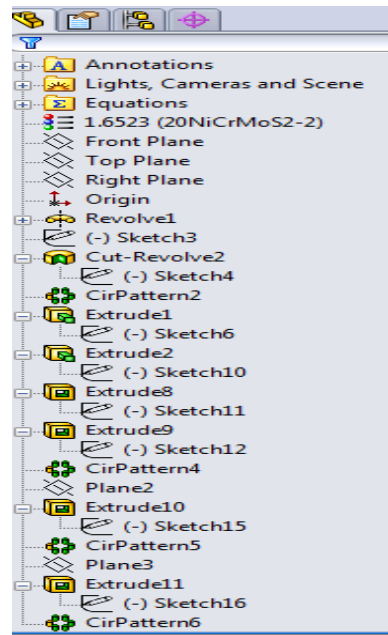 Annotations
Lights, Cameras and Scene
Equations
1.6523 (20NiCrMoS2-2)
Front Plane
Top Plane
Right Plane
Origin
Revolve1
(-) Sketch3
Cut-Revolve2
(-) Sketch4
CirPattern2
Extrude1
(-) Sketch6
Extrude2
(-) Sketch10
Extrude8
(-) Sketch11
Extrude9
(-) Sketch12
CirPattern4
Plane2
Extrude10
(-) Sketch15
CirPattern5
Plane3
Extrude11
(-) Sketch16
CirPattern6